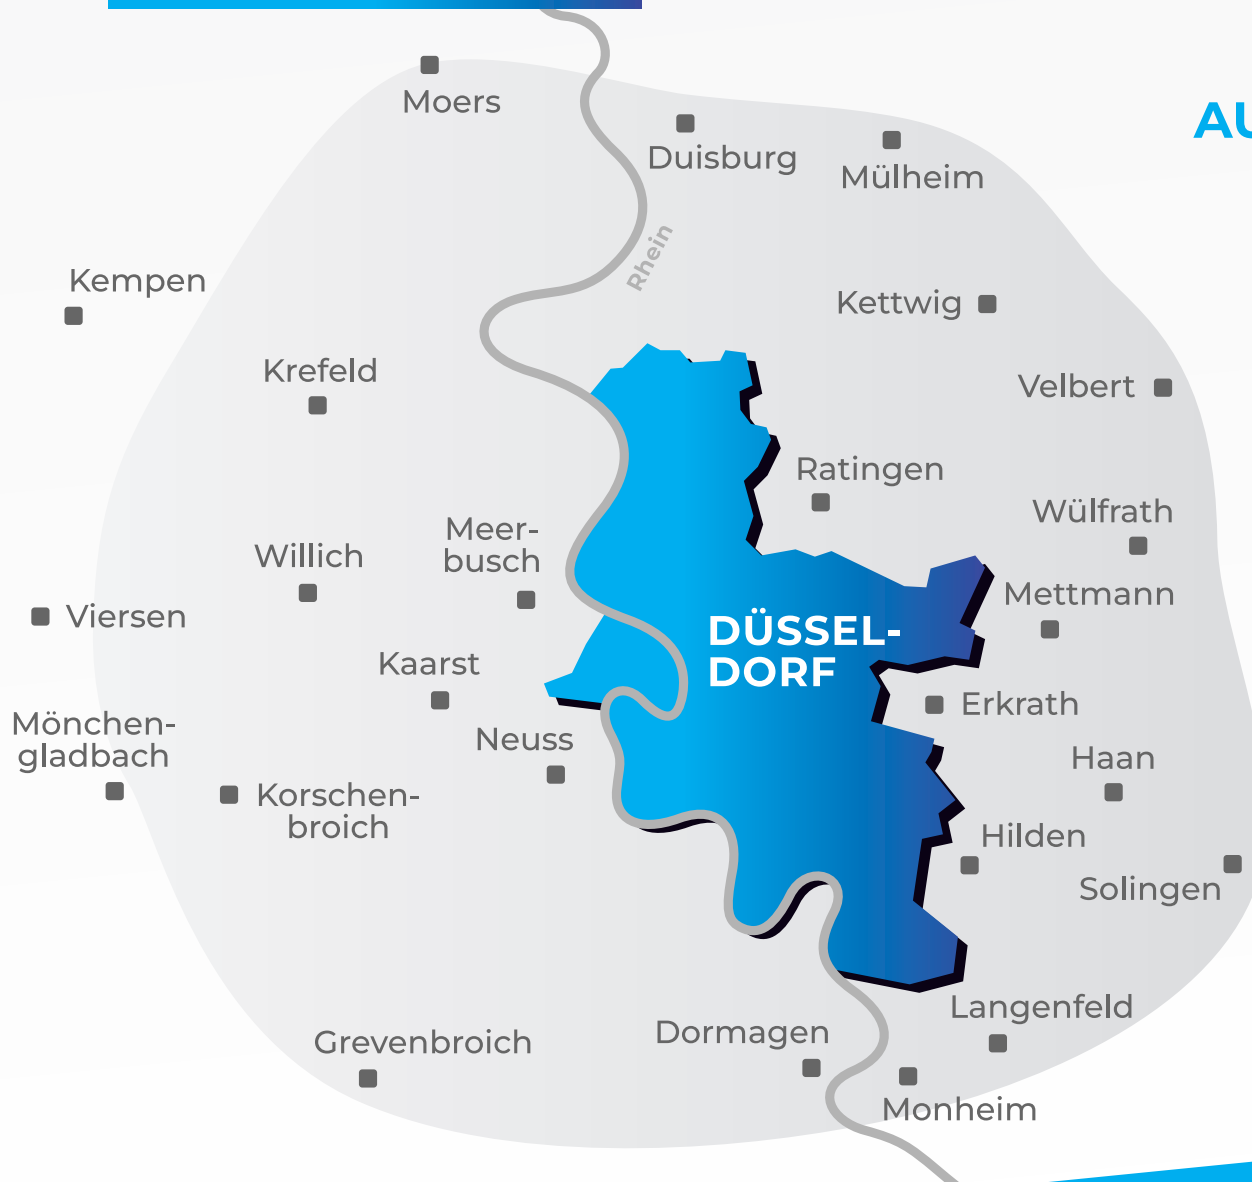 Moers
AU
Duisburg
Mülheim
Rhein
Kempen
Kettwig
Krefeld
Velbert
Ratingen
Wülfrath
Meer-
busch
Willich
Mettmann
Viersen
DÜSSEL-
DORF
Kaarst
Erkrath
Mönchen-
gladbach
Neuss
Haan
Korschen-
broich
Hilden
Solingen
Langenfeld
Dormagen
Grevenbroich
Monheim